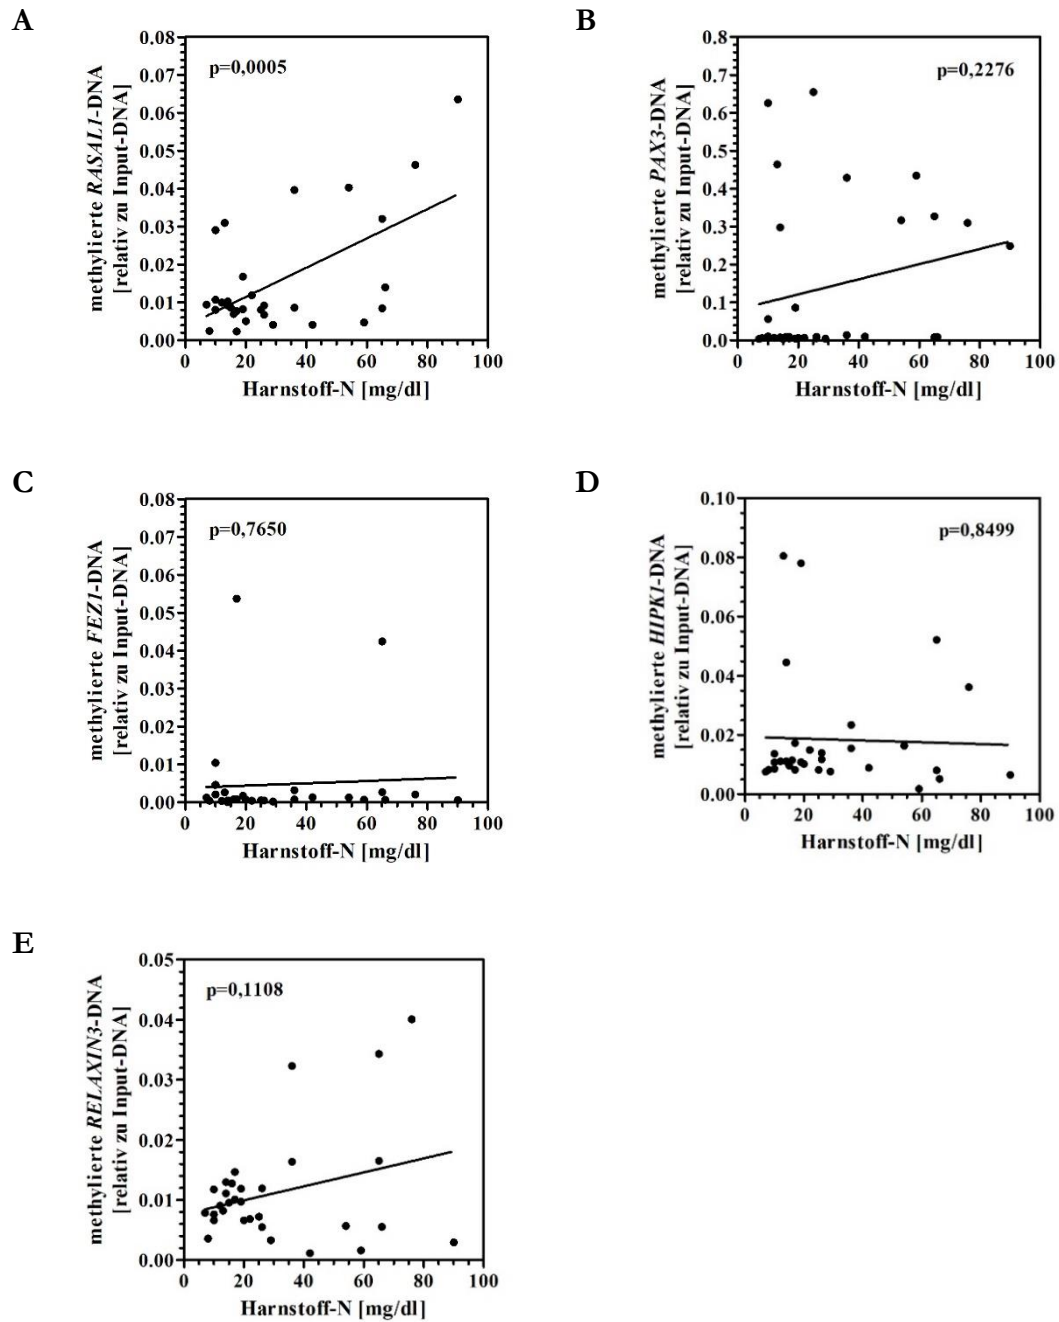 A
methylierte RASAL1-DNA
[relativ zu Input-DNA]
0.08
0.07
0.06
0.05
0.04
0.03
0.02
0.01
0.00
p=0,0005
0 20 40 60 80 100
Harnstoff-N [mg/dl]
B
methylierte PAX3-DNA
[relativ zu Input-DNA]
0.8
0.7
0.6
0.5
0.4
0.3
0.2
0.1
0.0
p=0,2276
0 20 40 60 80 100
Harnstoff-N [mg/dl]
C
methylierte FEZ1-DNA
[relativ zu Input-DNA]
0.08
0.07
0.06
0.05
0.04
0.03
0.02
0.01
0.00
p=0,7650
0 20 40 60 80 100
Harnstoff-N [mg/dl]
D
methylierte HIPK1-DNA
[relativ zu Input-DNA]
0.10
0.08
0.06
0.04
0.02
0.00
p=0,8499
0 20 40 60 80 100
Harnstoff-N [mg/dl]
E
methylierte RELAXIN3-DNA
[relativ zu Input-DNA]
0.05
0.04
0.03
0.02
0.01
0.00
p=0,1108
0 20 40 60 80 100
Harnstoff-N [mg/dl]